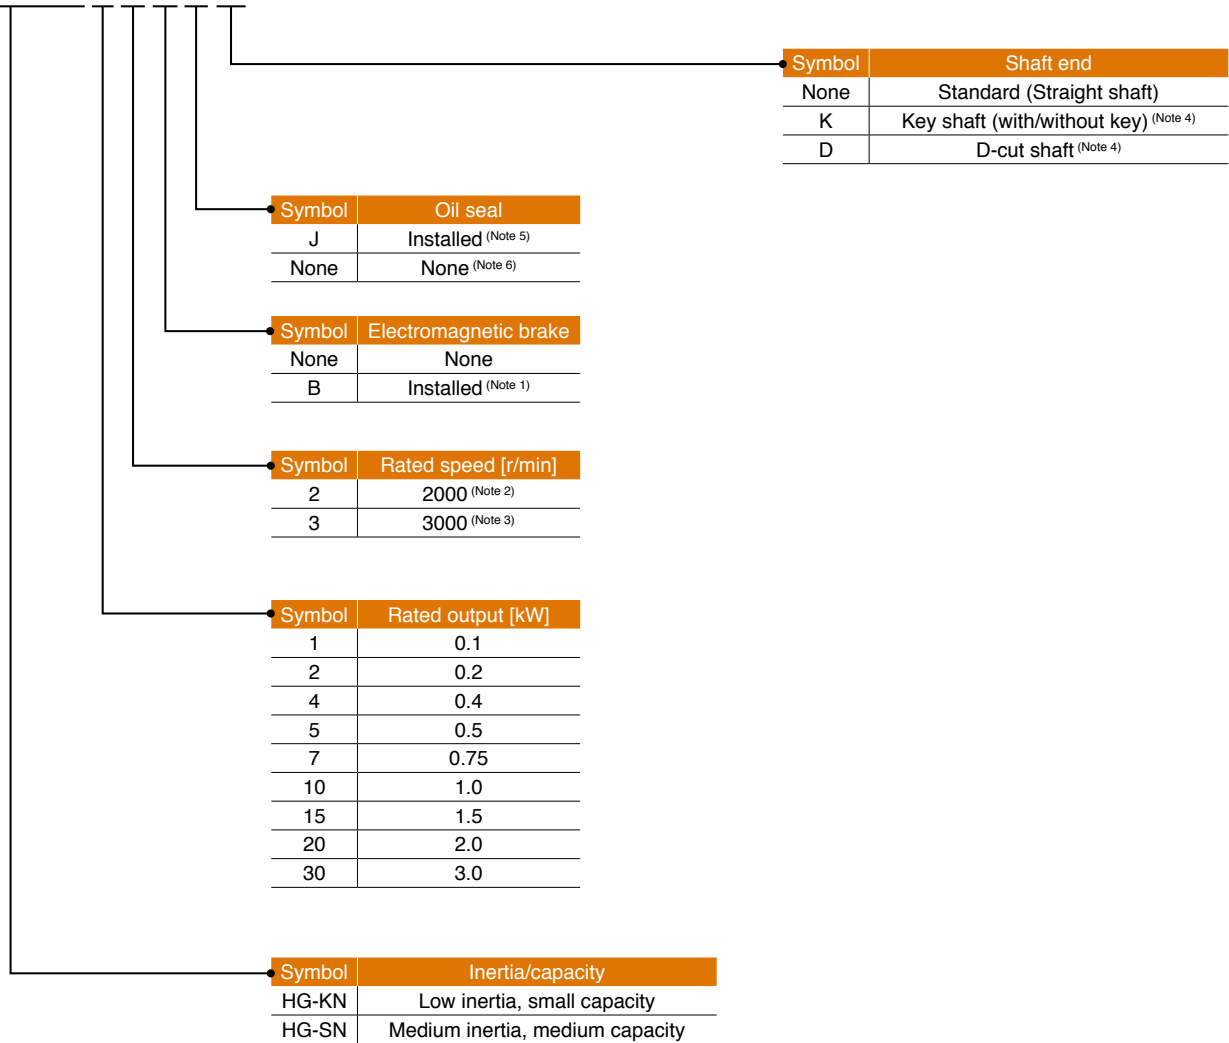 Symbol Shaft end
None Standard (Straight shaft)
K Key shaft (with/without key) (Note 4)
D D-cut shaft (Note 4)
Symbol Oil seal
J Installed (Note 5)
None None (Note 6)
Symbol Electromagnetic brake
None None
B Installed (Note 1)
Symbol Rated speed [r/min]
2 2000 (Note 2)
3 3000 (Note 3)
Symbol Rated output [kW]
1 0.1
2 0.2
4 0.4
5 0.5
7 0.75
10 1.0
15 1.5
20 2.0
30 3.0
Symbol Inertia/capacity
HG-KN Low inertia, small capacity
HG-SN Medium inertia, medium capacity